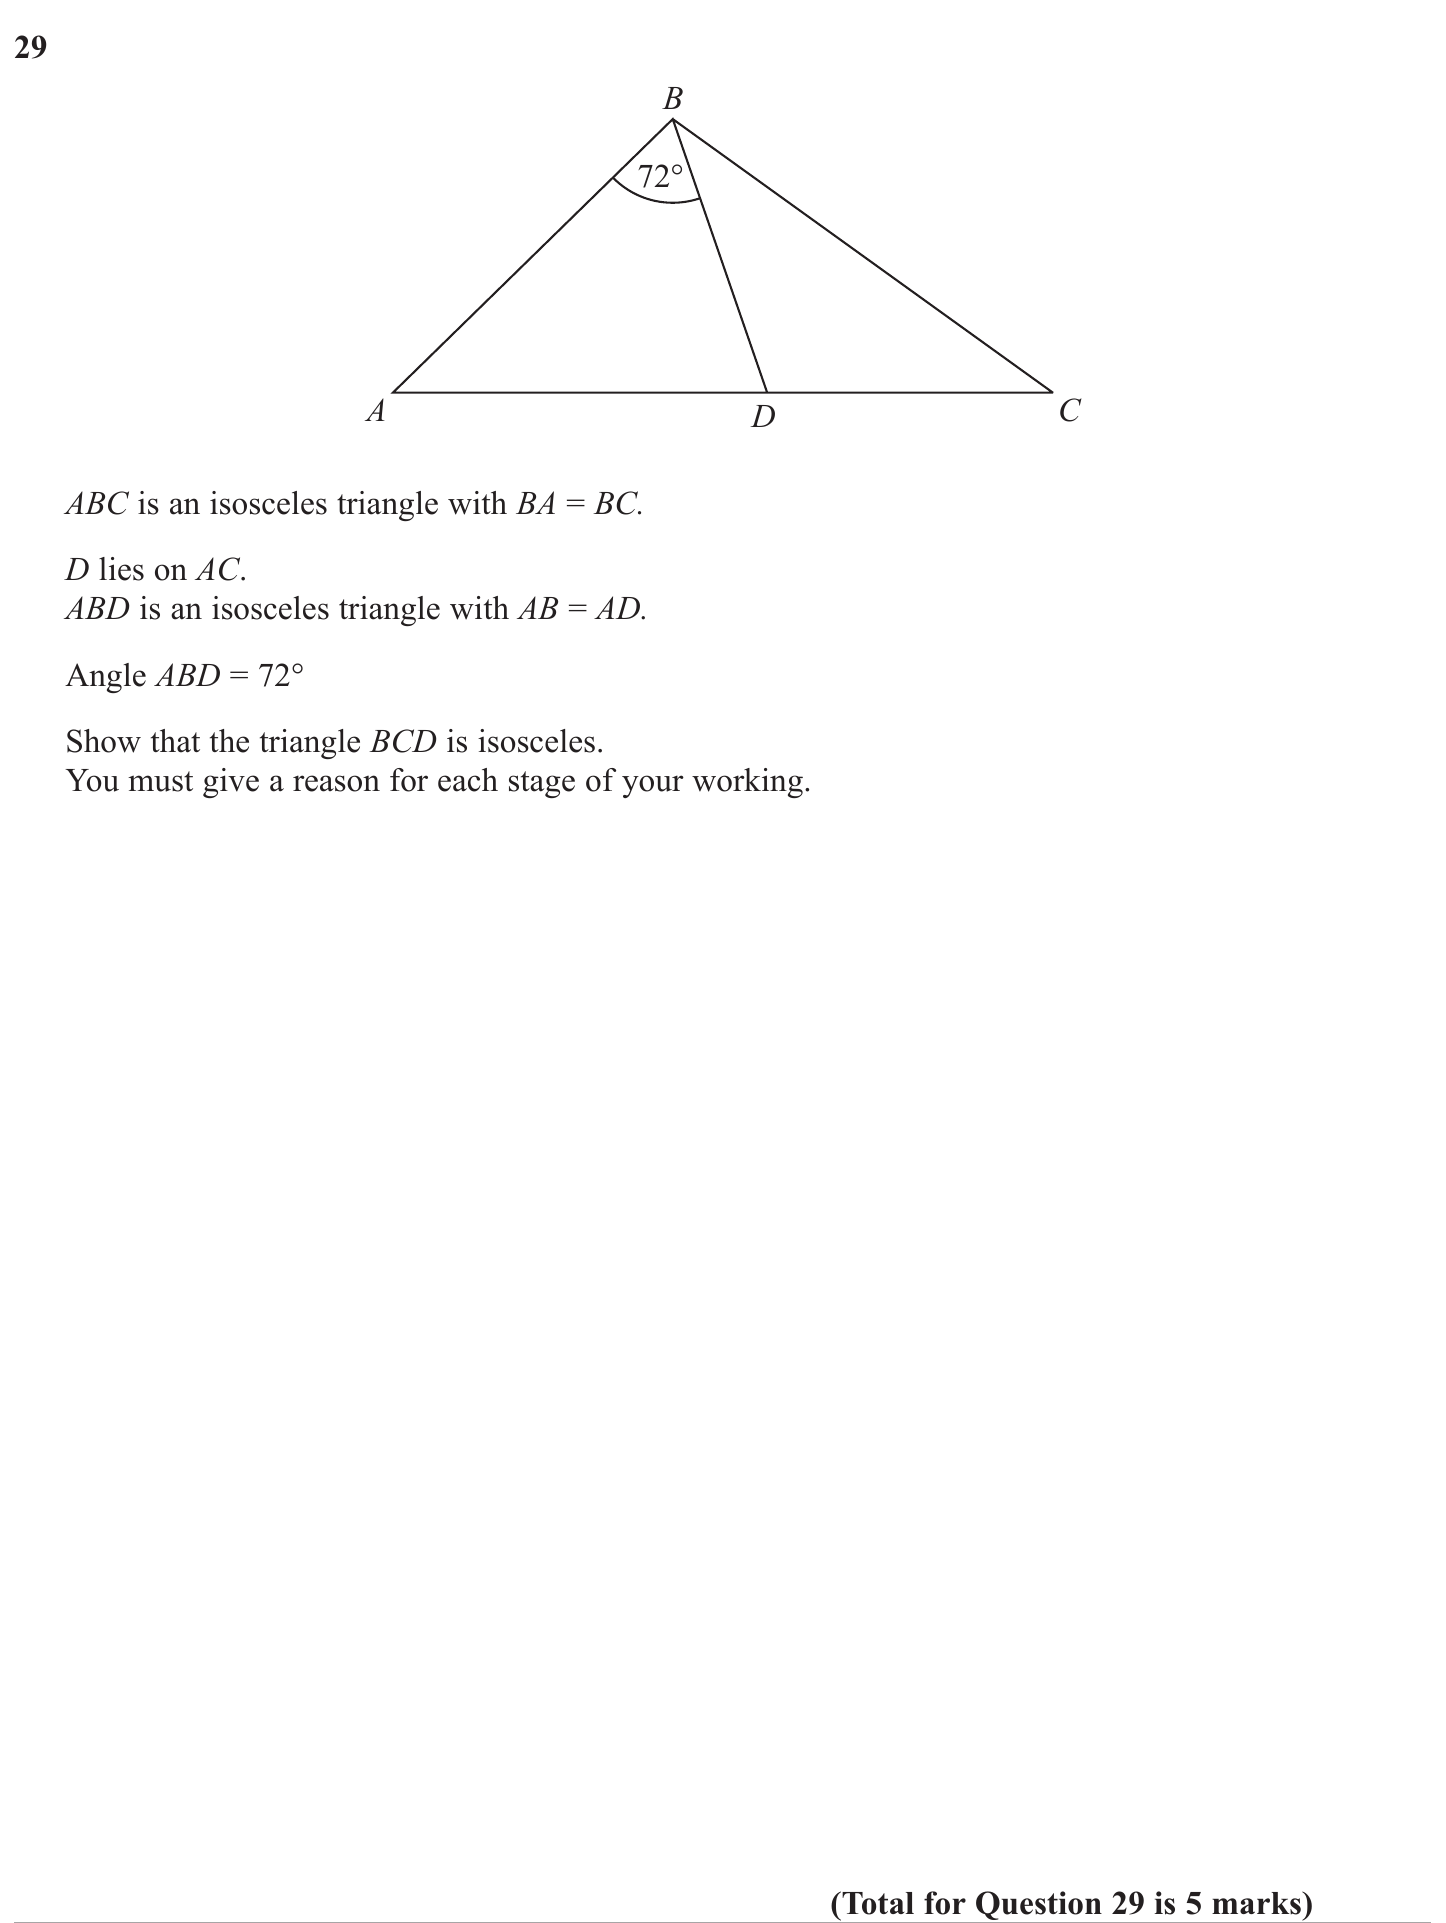 29
B
72°
A
D
C
ABC is an isosceles triangle with BA = BC.
D lies on AC.
ABD is an isosceles triangle with AB = AD.
Angle ABD = 72°
Show that the triangle BCD is isosceles.
You must give a reason for each stage of your working.
(Total for Question 29 is 5 marks)